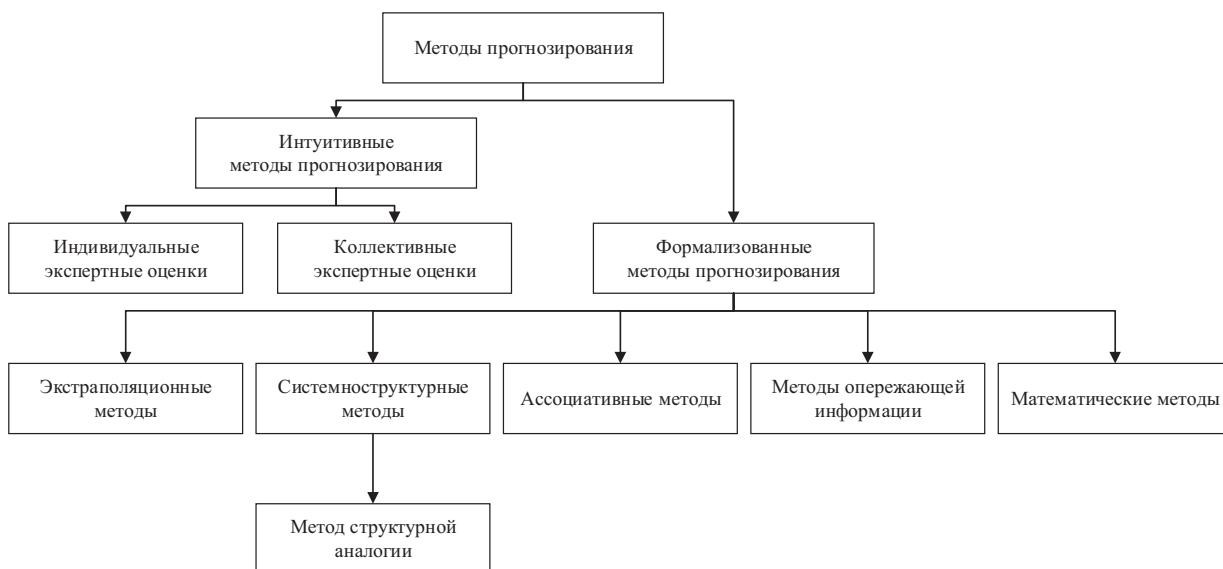 Методы прогнозирования
Интуитивные
методы прогнозирования
Индивидуальные
экспертные оценки
Коллективные
экспертные оценки
Формализованные
методы прогнозирования
Экстраполяционные
методы
Системноструктурные
методы
Ассоциативные методы
Методы опережающей
информации
Математические методы
Метод структурной
аналогии